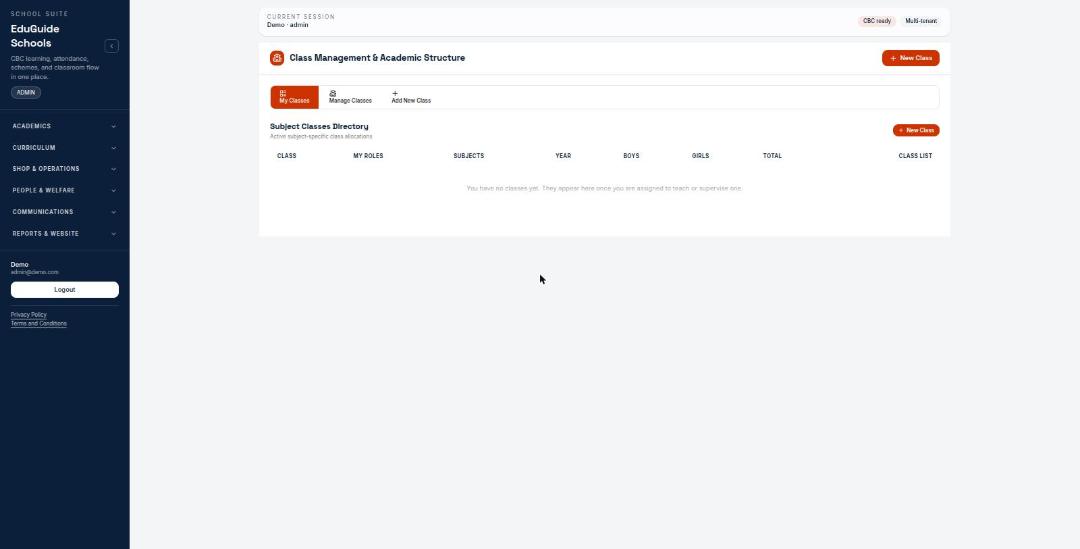 SCHOOL SUITE
EduGuide
Schools
CBC learning, attendance,
schemes, and classroom flow
in one place.
ADMIN
ACADEMICS
CURRICULUM
SHOP & OPERATIONS
PEOPLE & WELFARE
COMMUNICATIONS
REPORTS & WEBSITE
Demo
admin@demo.com
Logout
Privacy Policy
Terms and Conditions
CURRENT SESSION
Demo · admin
CBC ready Multi-tenant
Class Management & Academic Structure
+ New Class
My Classes Manage Classes Add New Class
Subject Classes Directory
Active subject-specific class allocations
+ New Class
CLASS MY ROLES SUBJECTS YEAR BOYS GIRLS TOTAL CLASS LIST
You have no classes yet. They appear here once you are assigned to teach or supervise one.